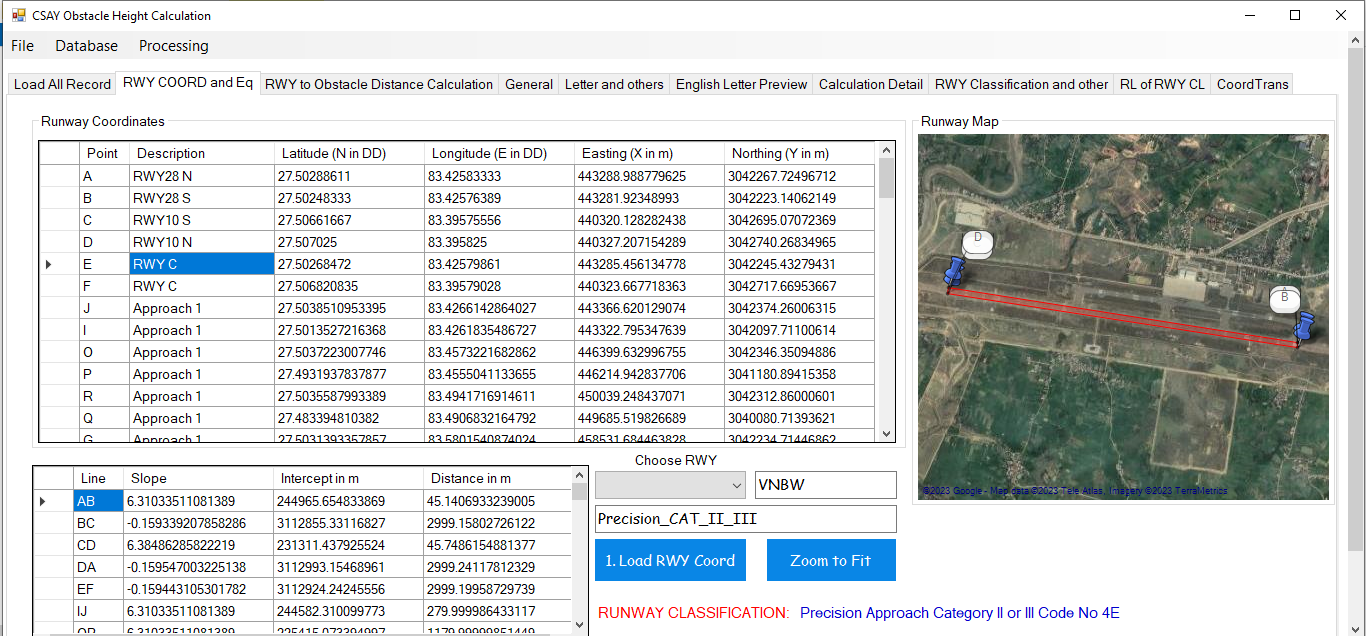 CSAY Obstacle Height Calculation
File Database Processing
Load All Record RWY COORD and Eq RWY to Obstacle Distance Calculation General Letter and others English Letter Preview Calculation Detail RWY Classification and other RL of RWY CL CoordTrans
Runway Coordinates
Point Description Latitude (N in DD) Longitude (E in DD) Easting (X in m) Northing (Y in m)
A RWY28 N 27.50288611 83.42583333 443288.988779625 3042267.72496712
B RWY28 S 27.50248333 83.42576389 443281.92348993 3042223.14062149
C RWY10 S 27.50661667 83.39575556 440320.128282438 3042695.07072369
D RWY10 N 27.507025 83.395825 440327.207154289 3042740.26834965
E RWY C 27.50268472 83.42579861 443285.456134778 3042245.43279431
F RWY C 27.506820835 83.39579028 440323.667718363 3042717.66953667
J Approach 1 27.5038510953395 83.4266142864027 443366.620129074 3042374.26006315
I Approach 1 27.5013527216368 83.4261835486727 443322.795347639 3042097.71100614
O Approach 1 27.5037223007746 83.4573221682862 446399.632996755 3042346.35094886
P Approach 1 27.4931937837877 83.4555041133655 446214.942837706 3041180.89415358
R Approach 1 27.5035587993389 83.4941716914611 450039.248437071 3042312.86000601
Q Approach 1 27.483394810382 83.4906832164792 449685.519826689 3040080.71393621
G Approach 1 27.5031393357857 83.5801540874024 458531.684463828 3042234.71446862
Runway Map
D
B
©2023 Google - Map data ©2023 Tele Atlas, Imagery ©2023 TerraMetrics
Line Slope Intercept in m Distance in m
AB 6.31033511081389 244965.654833869 45.1406933239005
BC -0.159339207858286 3112855.33116827 2999.15802726122
CD 6.38486285822219 231311.437925524 45.7486154881377
DA -0.159547003225138 3112993.15468961 2999.24117812329
EF -0.159443105301782 3112924.24245556 2999.19958729739
IJ 6.31033511081389 244582.310099773 279.999986433117
OP 6.31033511081389 225415.073394997 1179.99999851449
Choose RWY
VNBW
Precision_CAT_II_III
1. Load RWY Coord Zoom to Fit
RUNWAY CLASSIFICATION: Precision Approach Category II or III Code No 4E